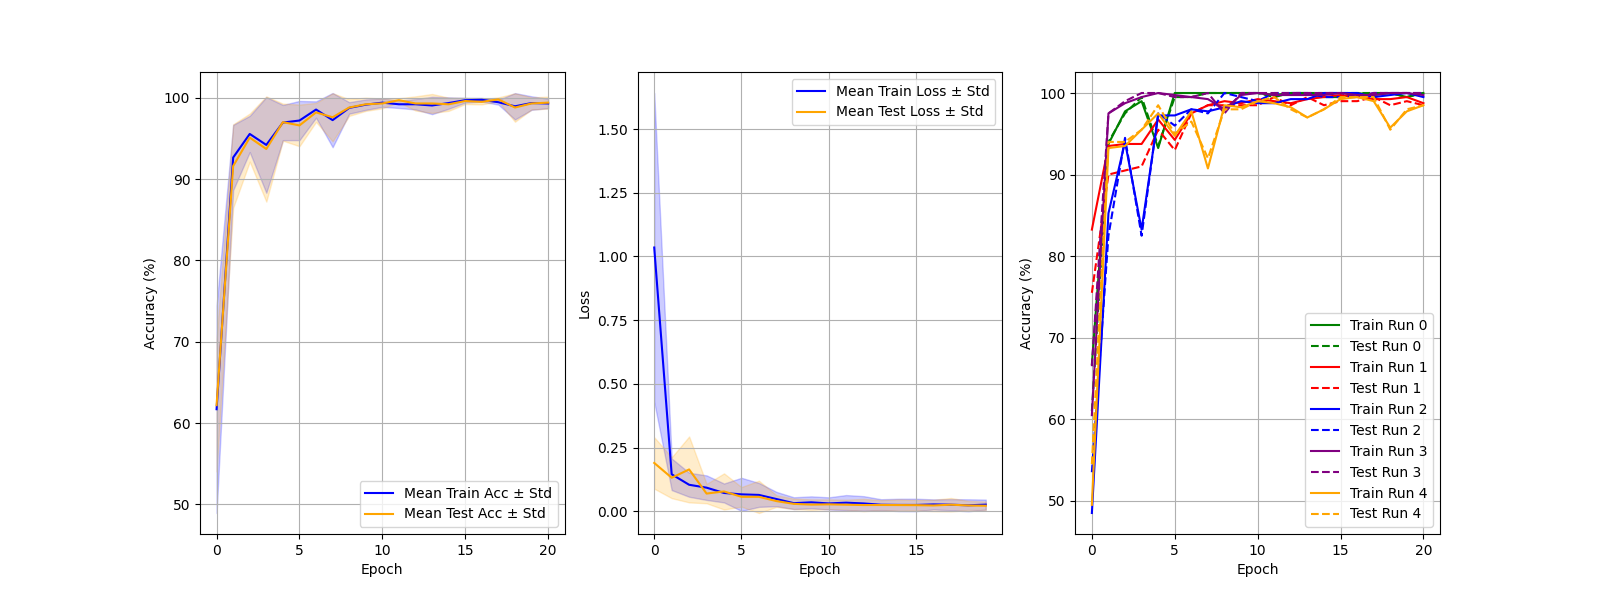 100
90
80
70
60
50
Accuracy (%)
0
5
10
15
20
Epoch
Mean Train Acc ± Std
Mean Test Acc ± Std
1.50
1.25
1.00
0.75
0.50
0.25
0.00
Loss
0
5
10
15
Epoch
Mean Train Loss ± Std
Mean Test Loss ± Std
100
90
80
70
60
50
Accuracy (%)
0
5
10
15
20
Epoch
Train Run 0
Test Run 0
Train Run 1
Test Run 1
Train Run 2
Test Run 2
Train Run 3
Test Run 3
Train Run 4
Test Run 4